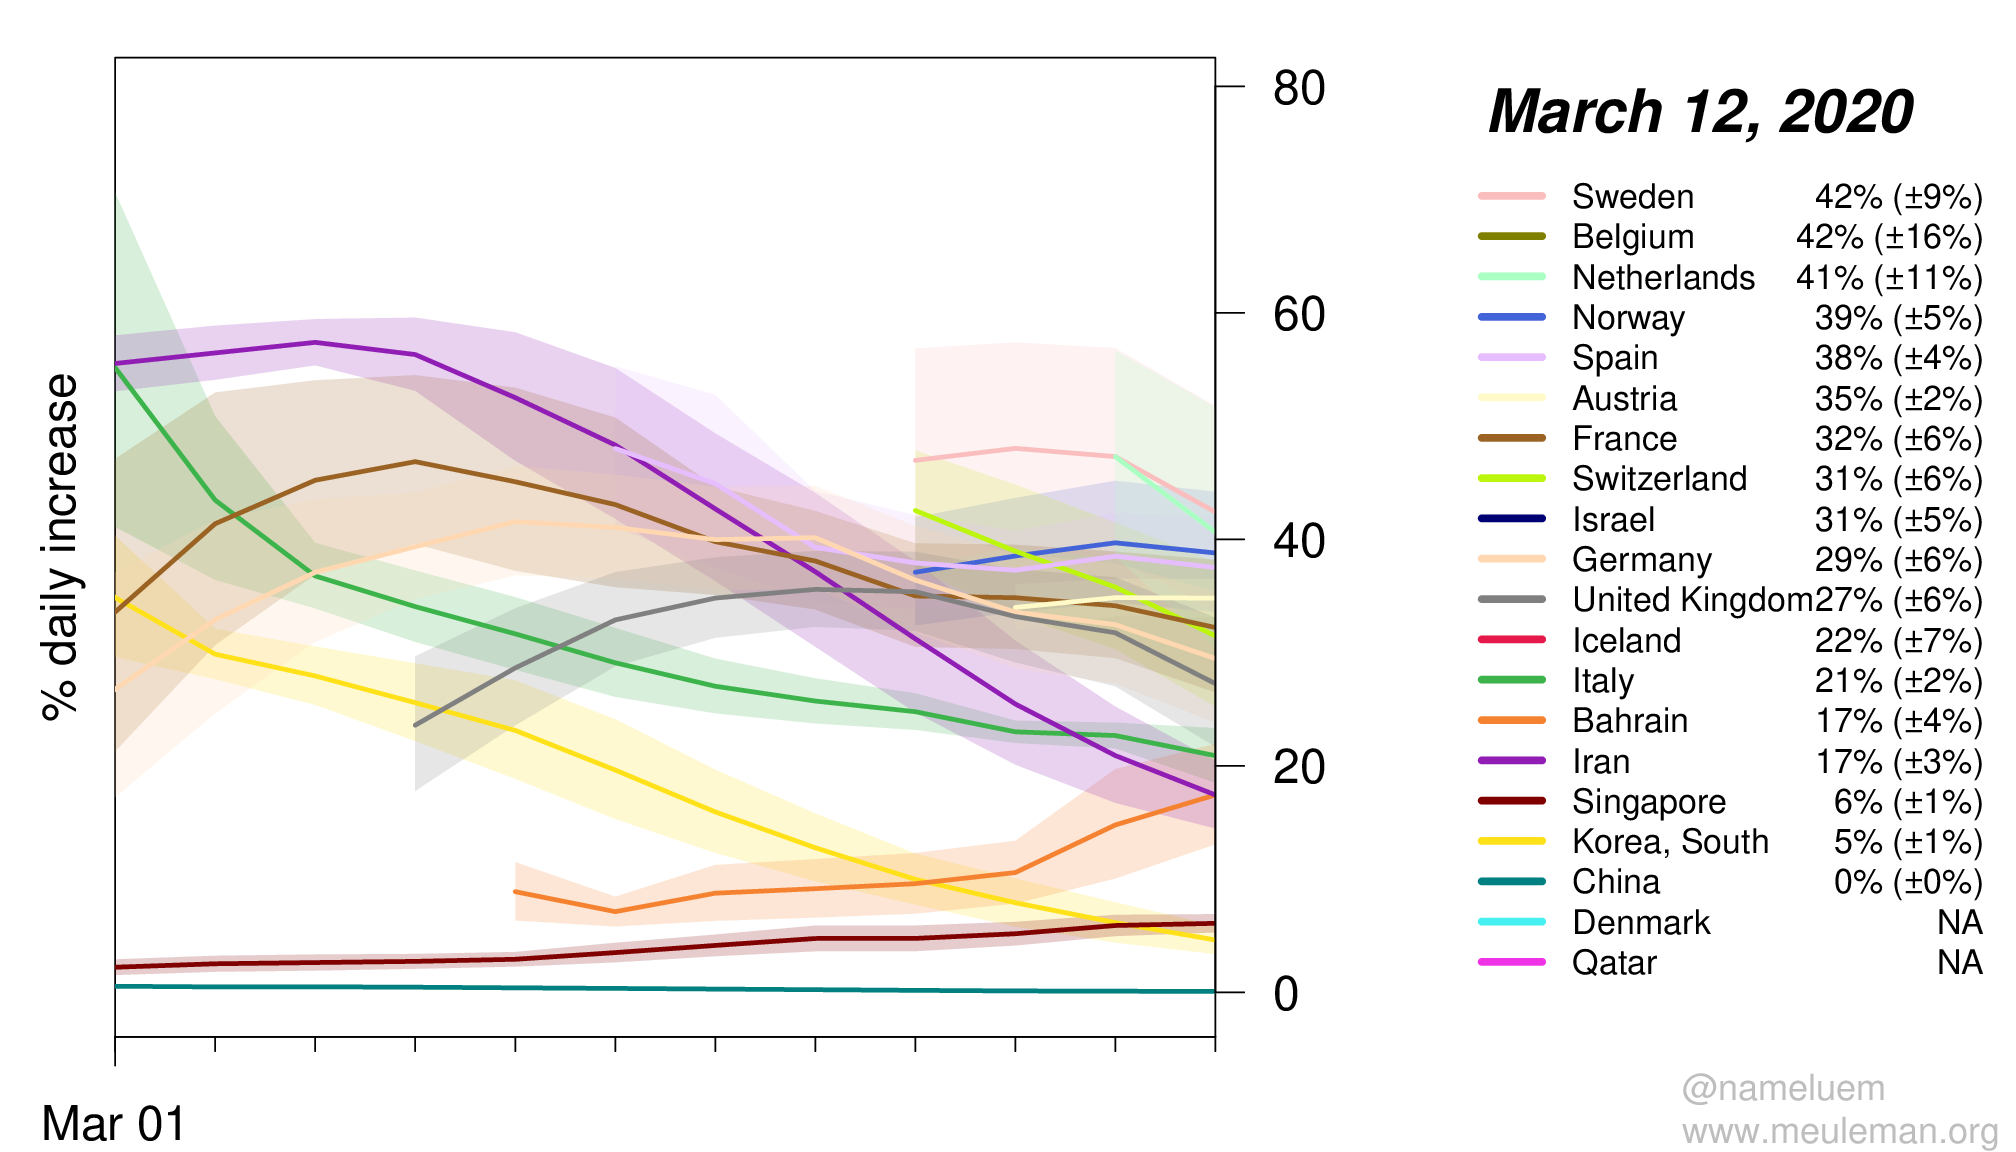 March 12, 2020
80
60
40
20
0
% daily increase
Sweden 42% (±9%)
Belgium 42% (±16%)
Netherlands 41% (±11%)
Norway 39% (±5%)
Spain 38% (±4%)
Austria 35% (±2%)
France 32% (±6%)
Switzerland 31% (±6%)
Israel 31% (±5%)
Germany 29% (±6%)
United Kingdom 27% (±6%)
Iceland 22% (±7%)
Italy 21% (±2%)
Bahrain 17% (±4%)
Iran 17% (±3%)
Singapore 6% (±1%)
Korea, South 5% (±1%)
China 0% (±0%)
Denmark NA
Qatar NA
Mar 01
@nameluem
www.meuleman.org